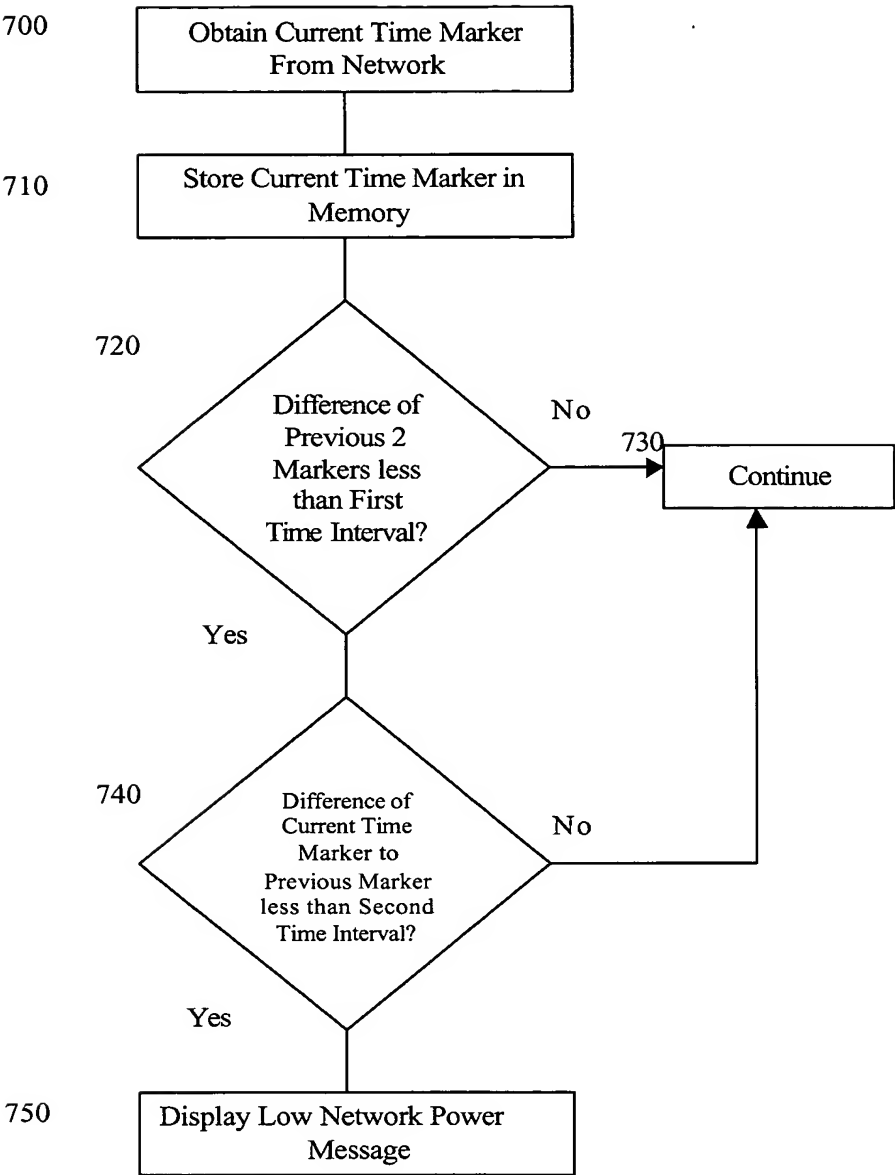 700
Obtain Current Time Marker
From Network
710
Store Current Time Marker in
Memory
720
Difference of
Previous 2
Markers less
than First
Time Interval?
No
730
Continue
Yes
740
Difference of
Current Time
Marker to
Previous Marker
less than Second
Time Interval?
No
Yes
750
Display Low Network Power
Message